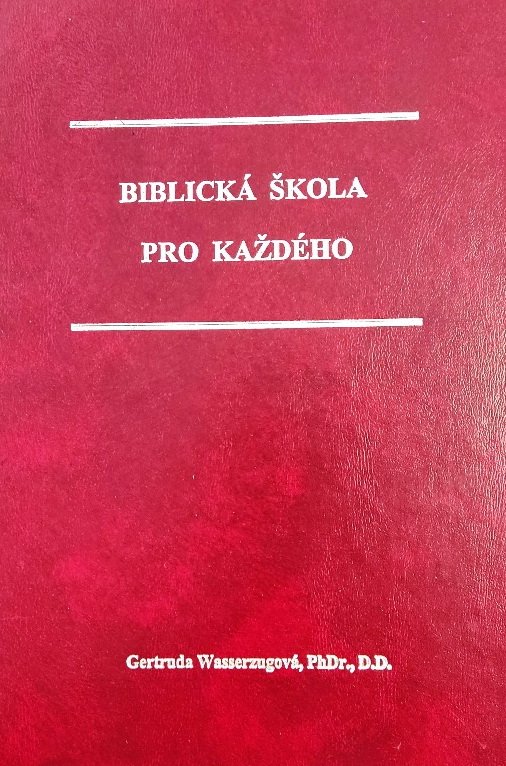 BIBLICKÁ ŠKOLA
PRO KAŽDÉHO
Gertruda Wasserzugová, PhDr., D.D.